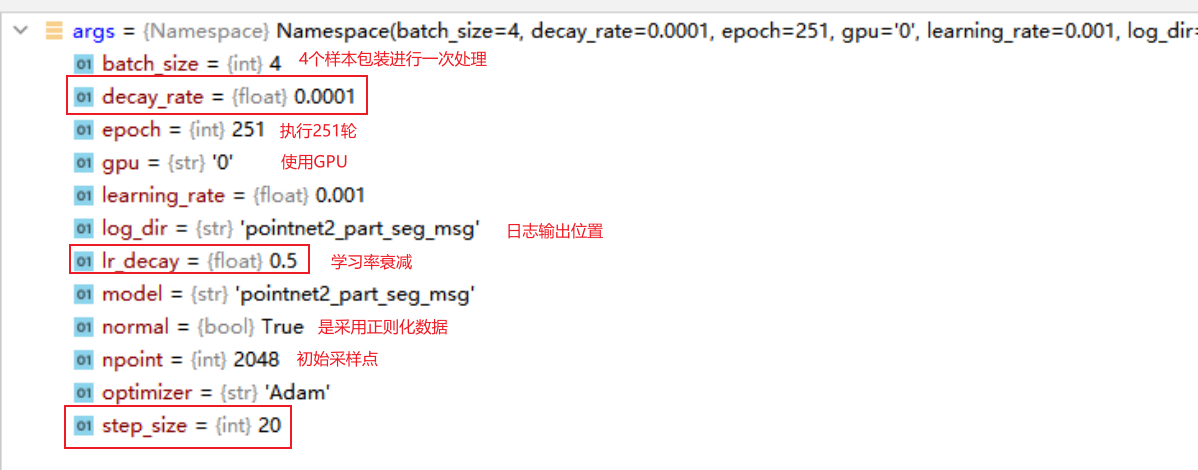 args = {Namespace} Namespace(batch_size=4, decay_rate=0.0001, epoch=251, gpu='0', learning_rate=0.001, log_dir=
01 batch_size = {int} 4 4个样本包装进行一次处理
01 decay_rate = {float} 0.0001
01 epoch = {int} 251 执行251轮
01 gpu = {str} '0' 使用GPU
01 learning_rate = {float} 0.001
01 log_dir = {str} 'pointnet2_part_seg_msg' 日志输出位置
01 lr_decay = {float} 0.5 学习率衰减
01 model = {str} 'pointnet2_part_seg_msg'
01 normal = {bool} True 是采用正则化数据
01 npoint = {int} 2048 初始采样点
01 optimizer = {str} 'Adam'
01 step_size = {int} 20